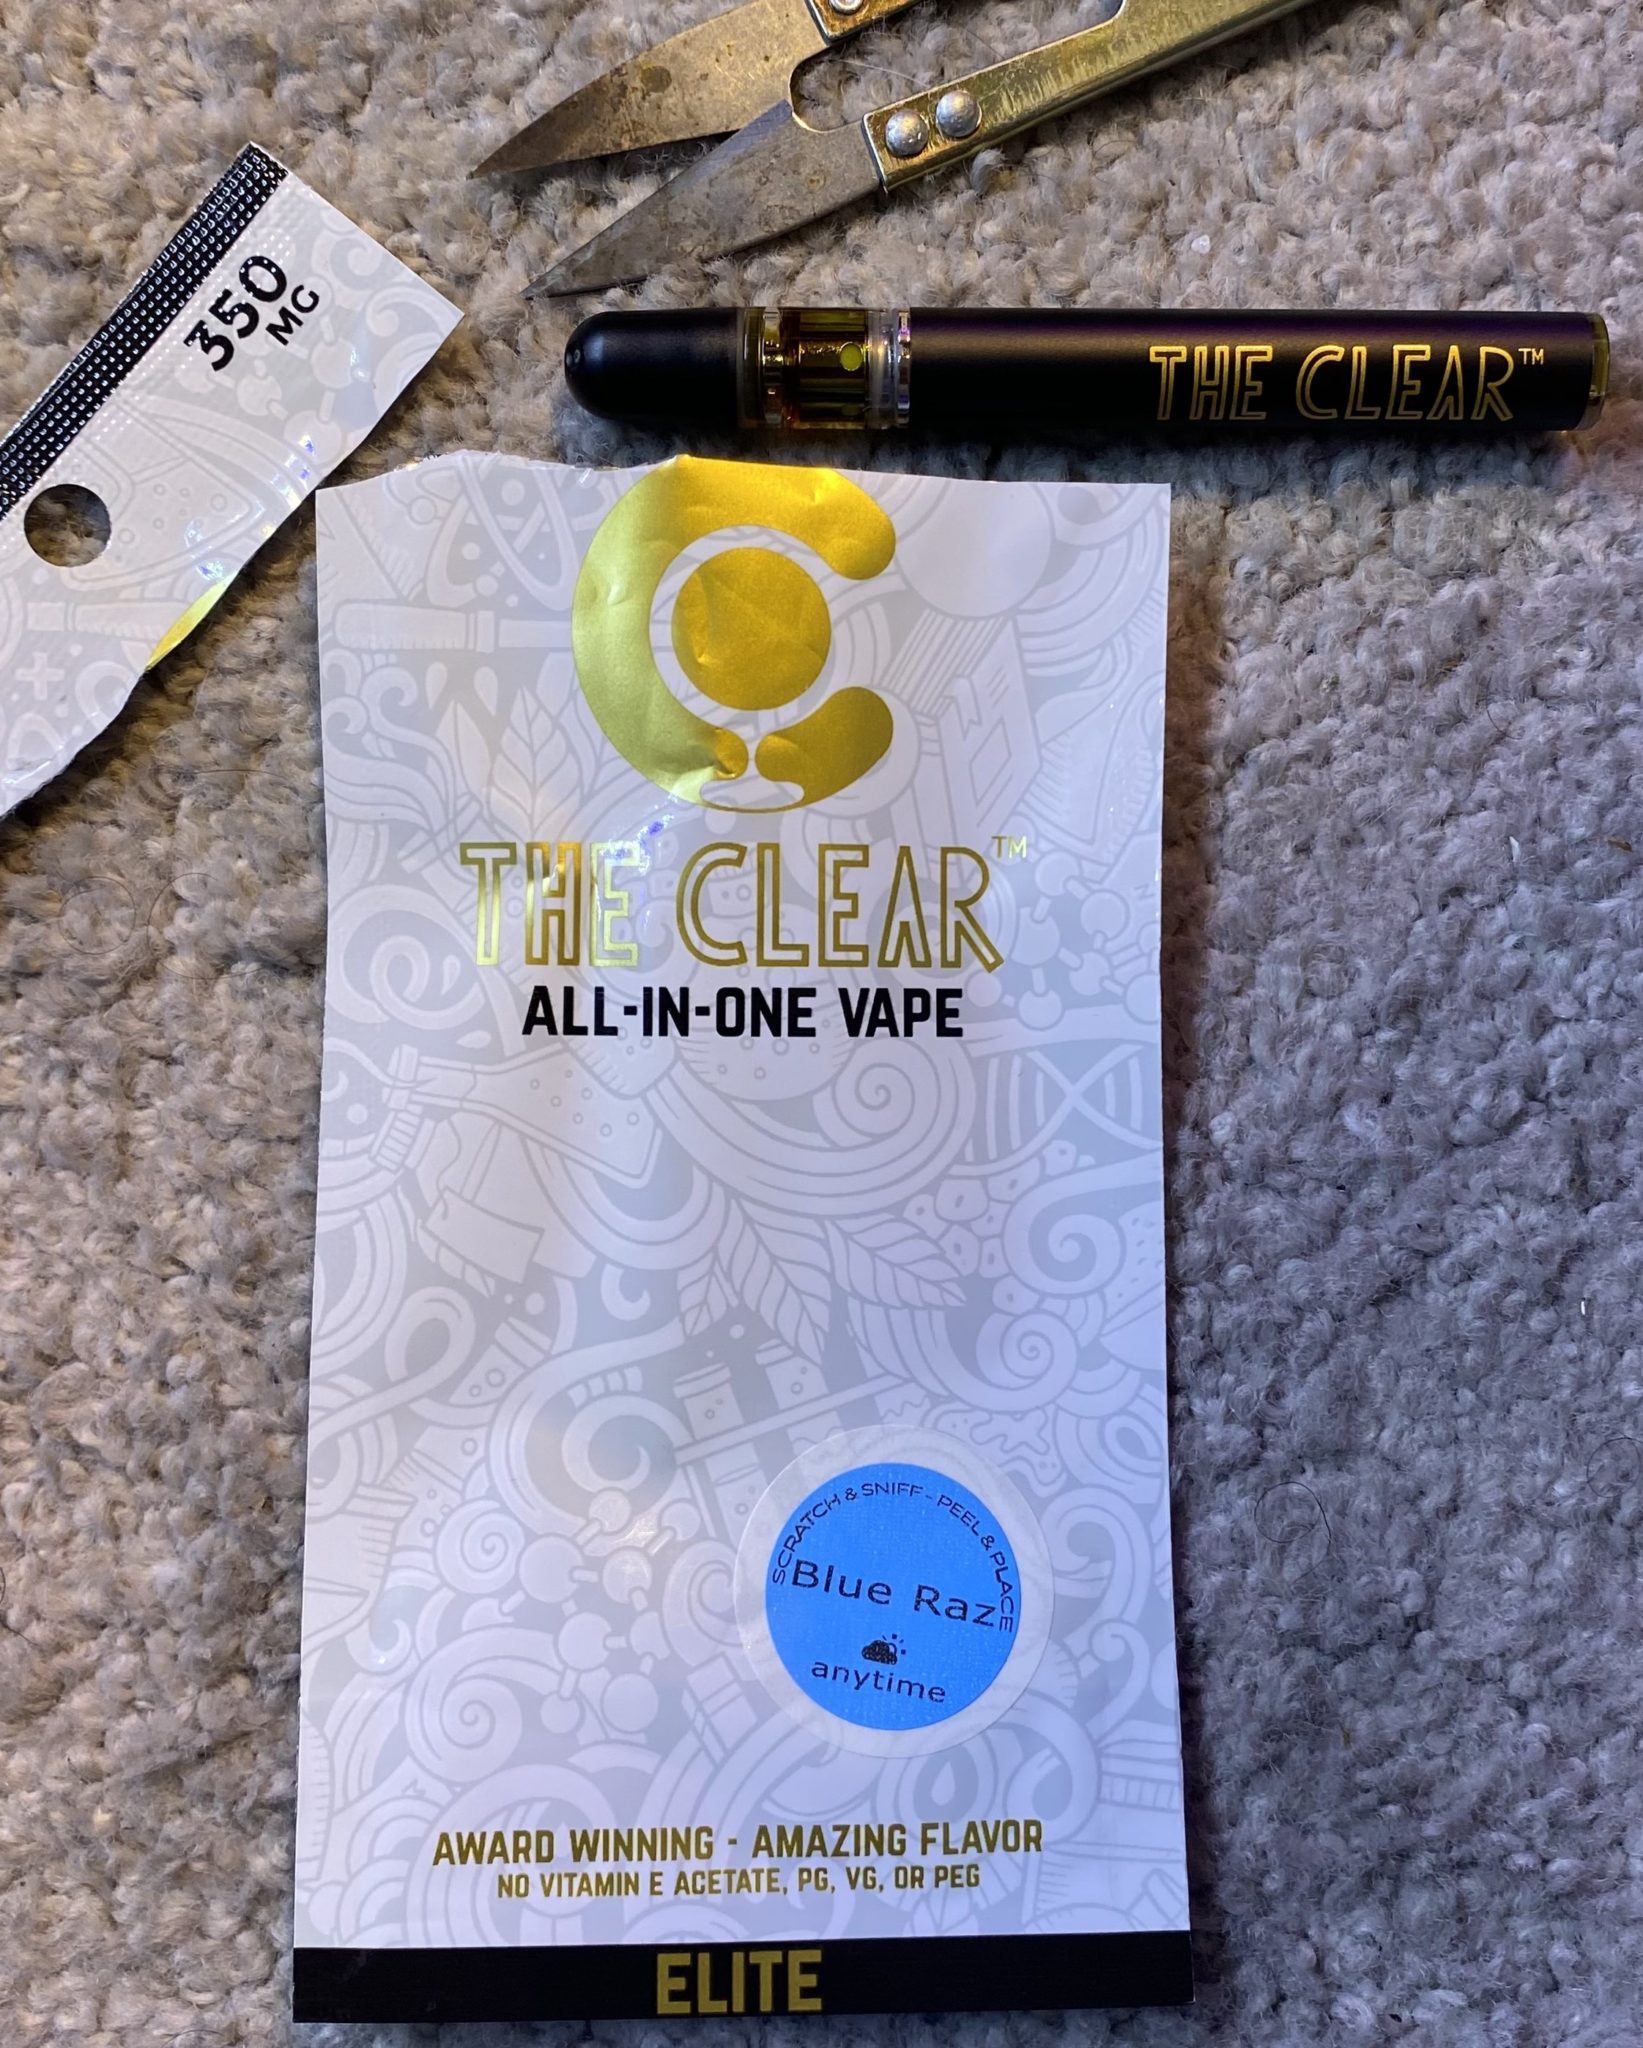 350
MG
THE CLEAR™
THE CLEAR™
ALL-IN-ONE VAPE
SCRATCH & SNIFF - PEEL & PLACE
Blue Raz
anytime
AWARD WINNING - AMAZING FLAVOR
NO VITAMIN E ACETATE, PG, VG, OR PEG
ELITE